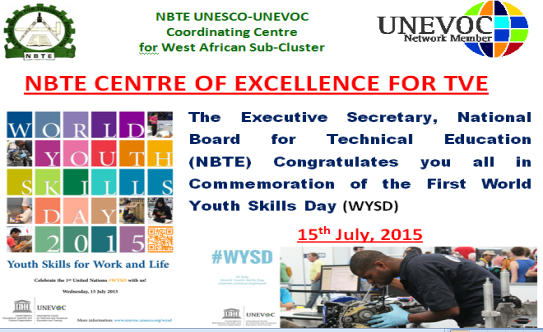 NBTE UNESCO-UNEVOC
Coordinating Centre
for West African Sub-Cluster
NBTE
UNEVOC
Network Member
NBTE CENTRE OF EXCELLENCE FOR TVE
WORLD
YOUTH
SKILLS
DAY
2015
Youth Skills for Work and Life
Celebrate the 1st United Nations #WYSD with us!
Wednesday, 15 July 2015
UNEVOC
More information: www.unevoc.unesco.org/wysd
The Executive Secretary, National
Board for Technical Education
(NBTE) Congratulates you all in
Commemoration of the First World
Youth Skills Day (WYSD)
15th July, 2015
#WYSD
UNEVOC